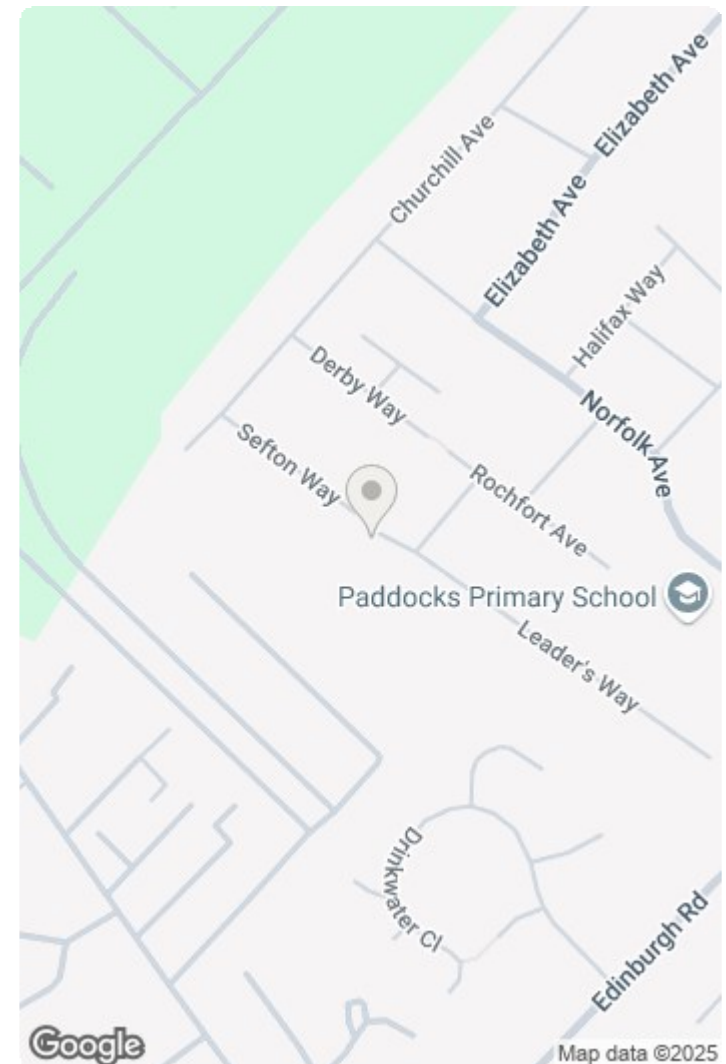 Elizabeth Ave
Churchill Ave
Elizabeth Ave
Halifax Way
Derby Way
Norfolk Ave
Sefton Way
Rochfort Ave
Paddocks Primary School
Leader's Way
Drinkwater Cl
Edinburgh Rd
Google
Map data ©2025